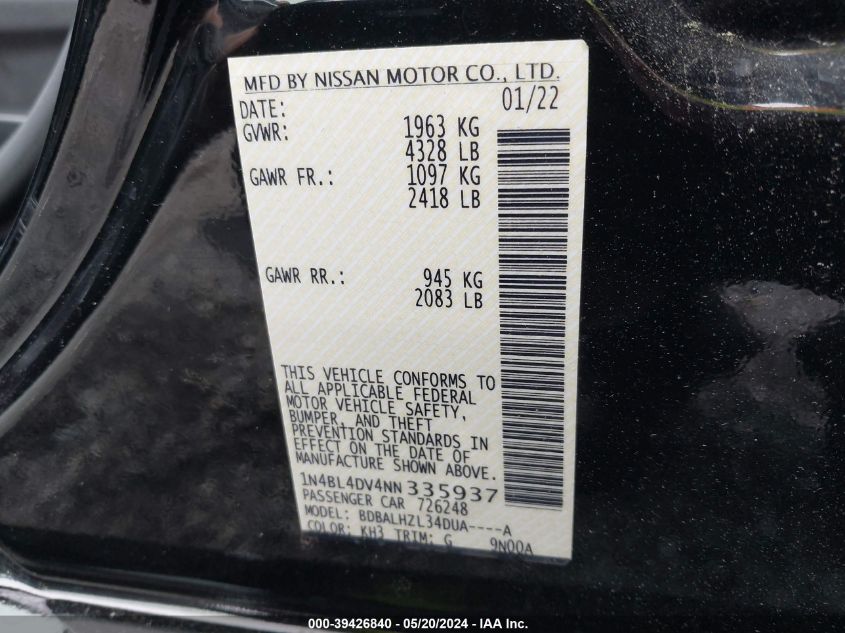 MFD BY NISSAN MOTOR CO., LTD.
DATE: 01/22
GVWR: 1963 KG
4328 LB
GAWR FR.: 1097 KG
2418 LB
GAWR RR.: 945 KG
2083 LB
THIS VEHICLE CONFORMS TO
ALL APPLICABLE FEDERAL
MOTOR VEHICLE SAFETY,
BUMPER, AND THEFT
PREVENTION STANDARDS IN
EFFECT ON THE DATE OF
MANUFACTURE SHOWN ABOVE.
1N4BL4DV4NN335937
PASSENGER CAR 726248
MODEL: BDBALHZL34DUA----A
COLOR: KH3 TRIM: G 9N00A
000-39426840 - 05/20/2024 - IAA Inc.